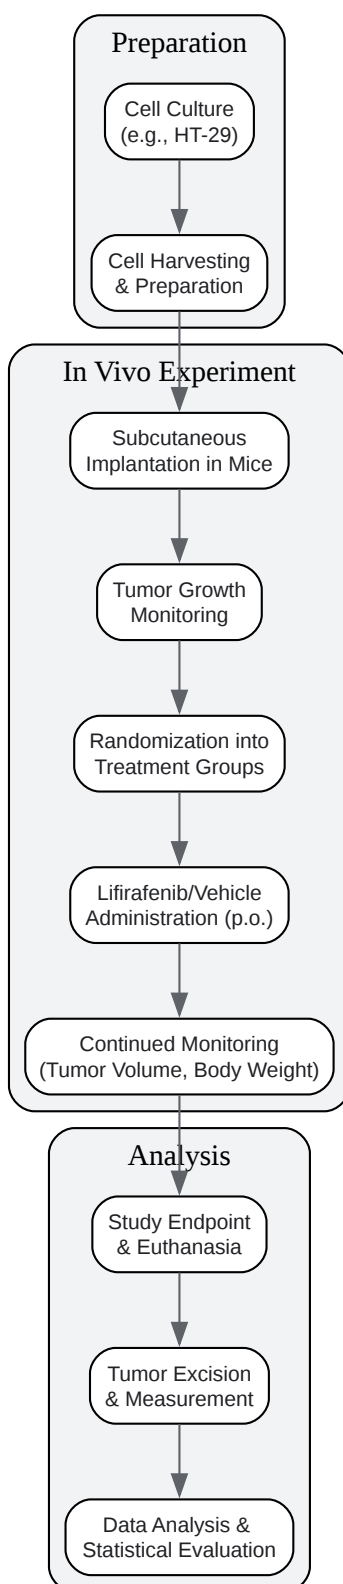 Preparation
Cell Culture
(e.g., HT-29)
Cell Harvesting
& Preparation
In Vivo Experiment
Subcutaneous
Implantation in Mice
Tumor Growth
Monitoring
Randomization into
Treatment Groups
Lifirafenib/Vehicle
Administration (p.o.)
Continued Monitoring
(Tumor Volume, Body Weight)
Analysis
Study Endpoint
& Euthanasia
Tumor Excision
& Measurement
Data Analysis &
Statistical Evaluation